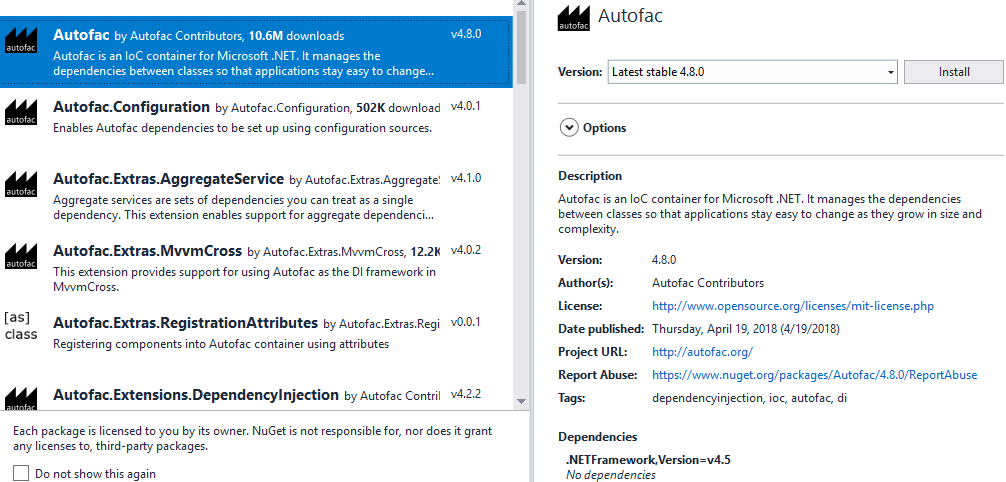 autofac
Autofac by Autofac Contributors, 10.6M downloads
v4.8.0
Autofac is an IoC container for Microsoft .NET. It manages the
dependencies between classes so that applications stay easy to change...
autofac
Autofac.Configuration by Autofac.Configuration, 502K download
v4.0.1
Enables Autofac dependencies to be set up using configuration sources.
autofac
Autofac.Extras.AggregateService by Autofac.Extras.AggregateS
v4.1.0
Aggregate services are sets of dependencies you can treat as a single
dependency. This extension enables support for aggregate dependenci...
autofac
Autofac.Extras.MvvmCross by Autofac.Extras.MvvmCross, 12.2K
v4.0.2
This extension provides support for using Autofac as the DI framework in
MvvmCross.
[as]
class
Autofac.Extras.RegistrationAttributes by Autofac.Extras.Regi
v0.0.1
Registering components into Autofac container using attributes
autofac
Autofac.Extensions.DependencyInjection by Autofac Contril
v4.2.2
Each package is licensed to you by its owner. NuGet is not responsible for, nor does it grant
any licenses to, third-party packages.
Do not show this again
autofac
Autofac
Version:
Latest stable 4.8.0
Install
Options
Description
Autofac is an IoC container for Microsoft .NET. It manages the dependencies
between classes so that applications stay easy to change as they grow in size and
complexity.
Version: 4.8.0
Author(s): Autofac Contributors
License: http://www.opensource.org/licenses/mit-license.php
Date published: Thursday, April 19, 2018 (4/19/2018)
Project URL: http://autofac.org/
Report Abuse: https://www.nuget.org/packages/Autofac/4.8.0/ReportAbuse
Tags: dependencyinjection, ioc, autofac, di
Dependencies
.NETFramework,Version=v4.5
No dependencies